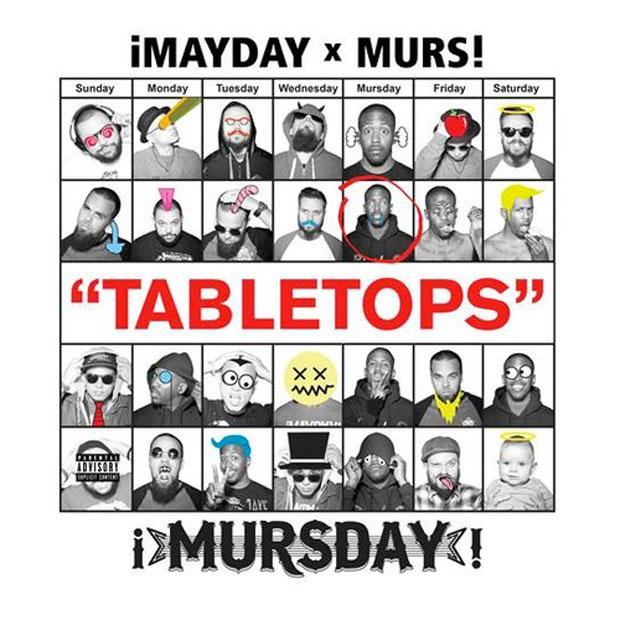 ¡MAYDAY x MURS!
Sunday Monday Tuesday Wednesday Mursday Friday Saturday
“TABLETOPS”
PARENTAL
ADVISORY
EXPLICIT CONTENT
¡MURSDAY!